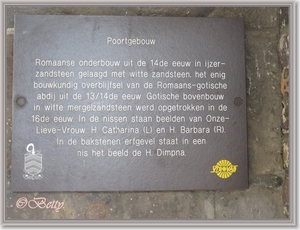 Poortgebouw
Romaanse onderbouw uit de 14de eeuw in ijzer-
zandsteen gelaagd met witte zandsteen, het enig
bouwkundig overblijfsel van de Romaans-gotische
abdij uit de 13/14de eeuw. Gotische bovenbouw
in witte mergelzandsteen werd opgetrokken in de
16de eeuw. In de nissen staan beelden van Onze-
Lieve-Vrouw, H. Catharina (L) en H. Barbara (R).
In de bakstenen erfgevel staat in een
nis het beeld de H. Dimpna.
©Betty.